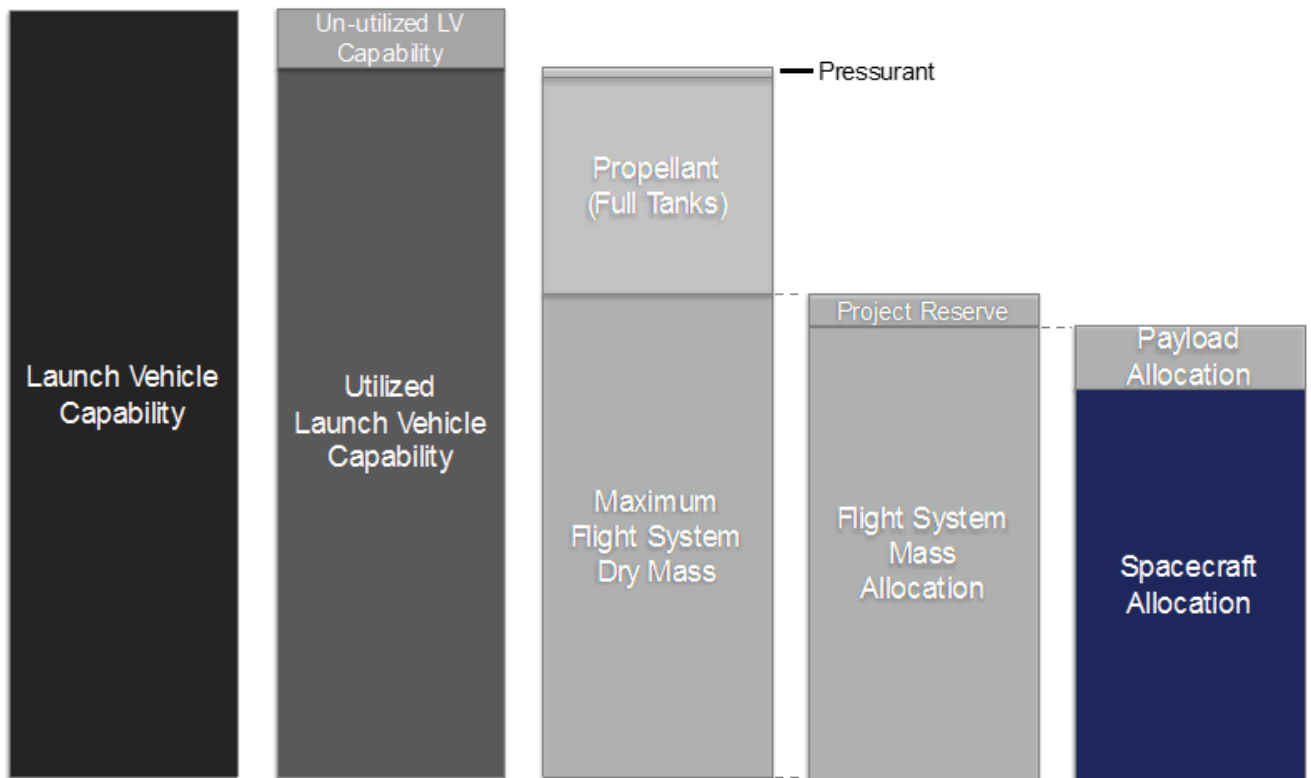 Launch Vehicle
Capability
Un-utilized LV
Capability
Utilized
Launch Vehicle
Capability
Pressurant
Propellant
(Full Tanks)
Maximum
Flight System
Dry Mass
Project Reserve
Flight System
Mass
Allocation
Payload
Allocation
Spacecraft
Allocation